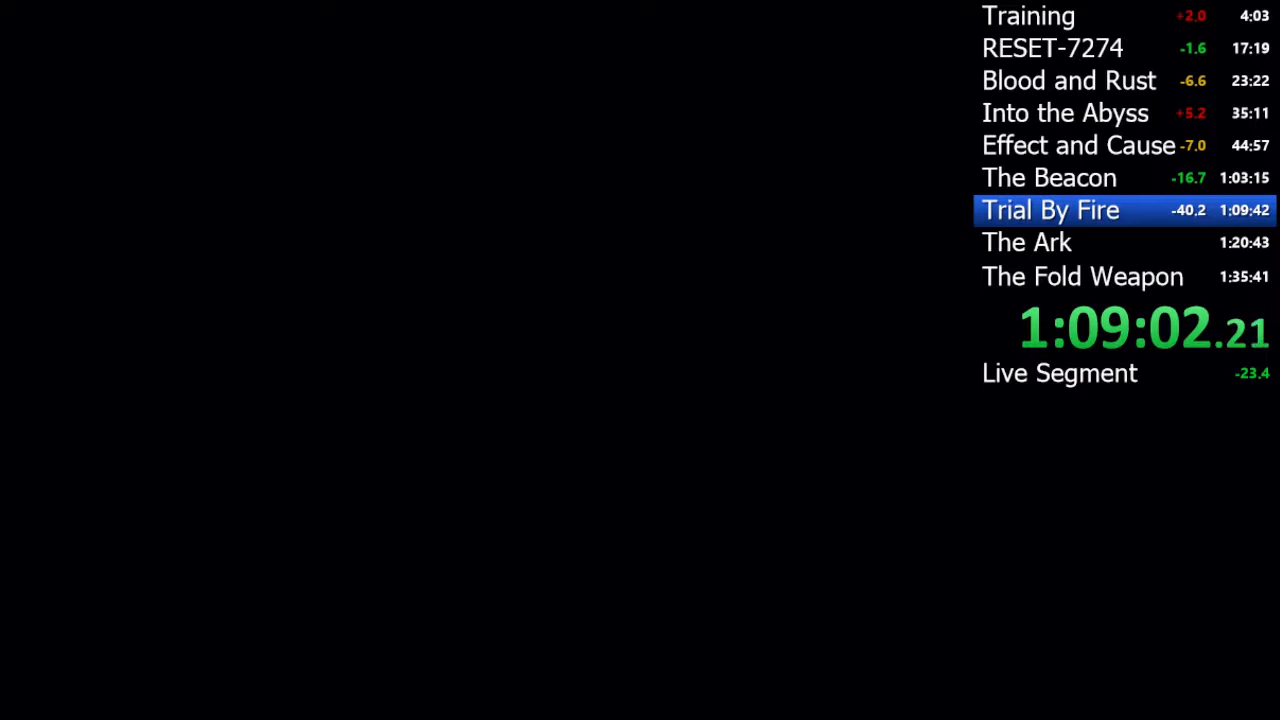 Training +2.0 4:03
RESET-7274 -1.6 17:19
Blood and Rust -6.6 23:22
Into the Abyss +5.2 35:11
Effect and Cause -7.0 44:57
The Beacon -16.7 1:03:15
Trial By Fire -40.2 1:09:42
The Ark 1:20:43
The Fold Weapon 1:35:41
1:09:02.21
Live Segment -23.4